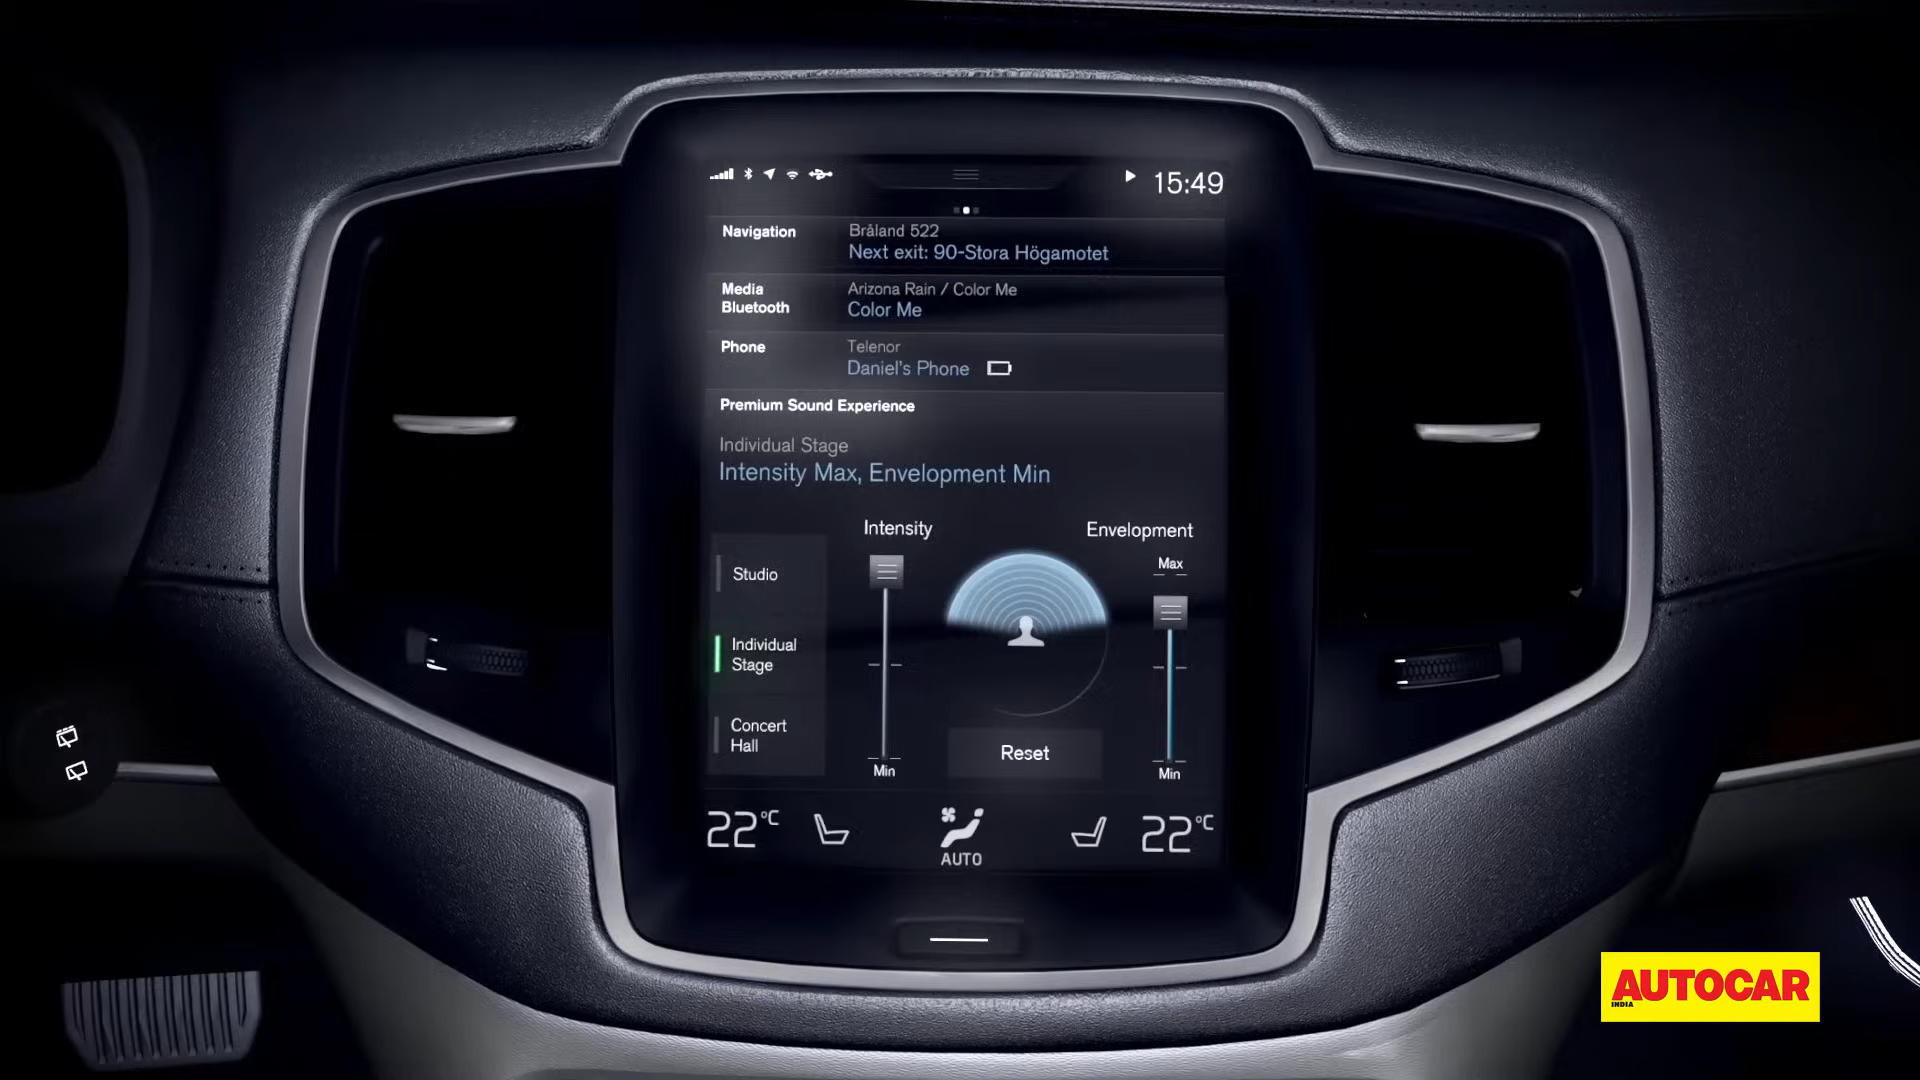 15:49
Navigation
Bråland 522
Next exit: 90-Stora Högamotet
Media
Bluetooth
Arizona Rain / Color Me
Color Me
Phone
Telenor
Daniel's Phone
Premium Sound Experience
Individual Stage
Intensity Max, Envelopment Min
Intensity
Envelopment
Max
Studio
Individual
Stage
Concert
Hall
Min
Reset
Min
22°C
AUTO
22°C
AUTOCAR
INDIA